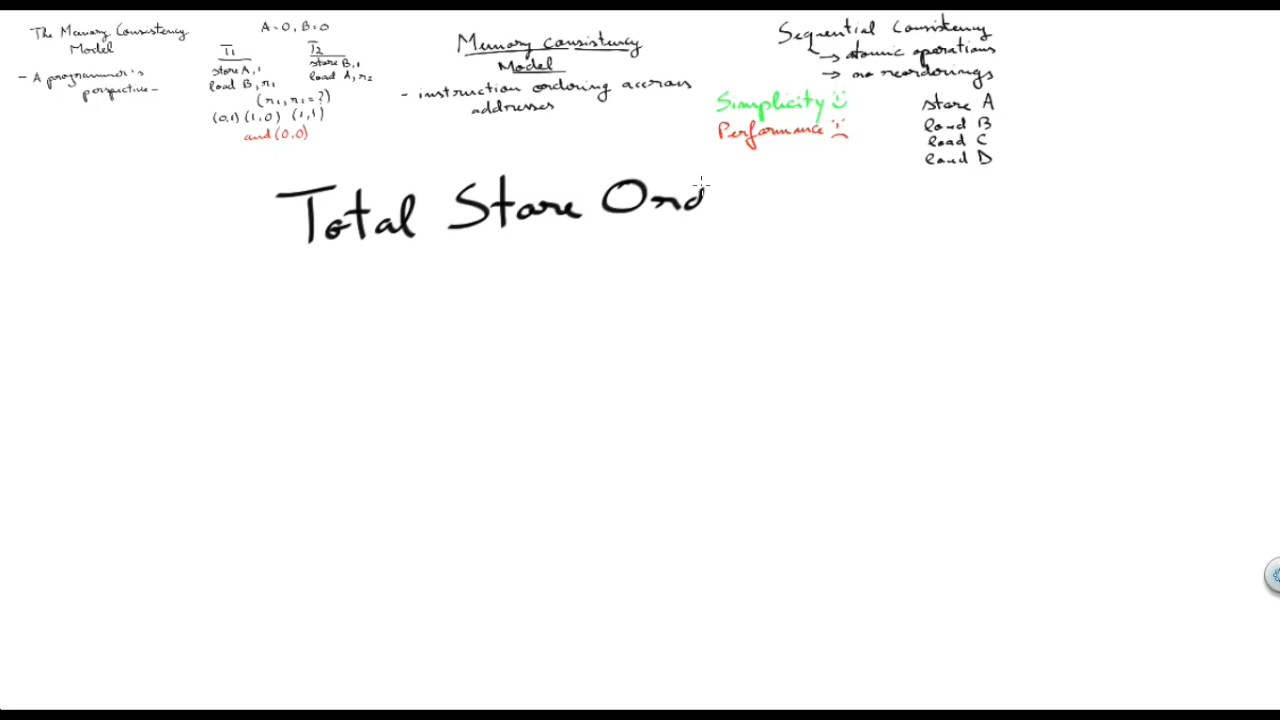 The Memory Consistency
Model
- A programmer's
perspective -
A=0, B=0
T1
store A, 1
load B, r1
T2
store B, 1
load A, r2
(r1, r1 = ?)
(0,1) (1,0) (1,1)
and (0,0)
Memory Consistency
Model
- instruction ordering accross
addresses
Sequential Consistency
→ atomic operations
→ no reorderings
Simplicity
Performance
store A
load B
load C
load D
Total Store Ord